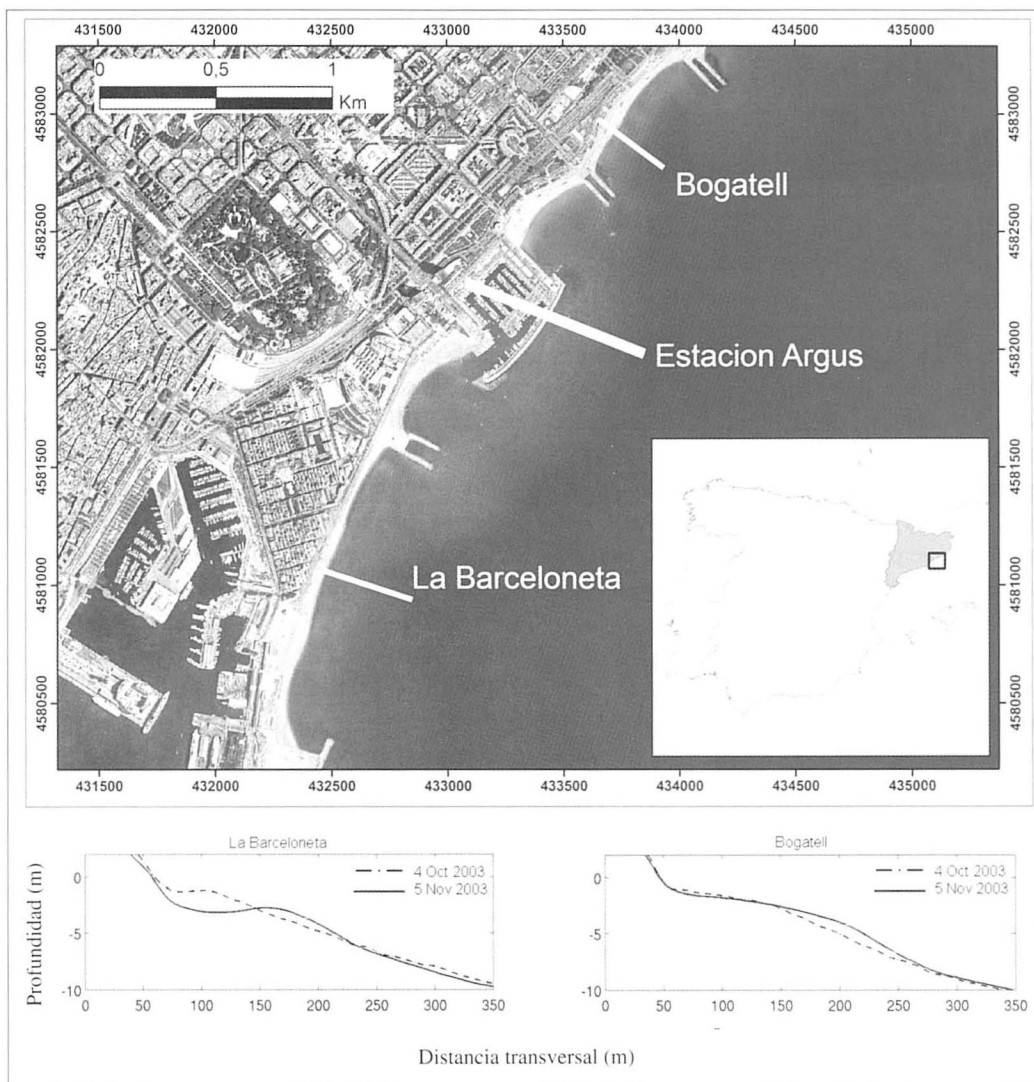 431500 432000 432500 433000 433500 434000 434500 435000
0 0,5 1
Km
4583000
4582500
4582000
4581500
4581000
4580500
4583000
4582500
4582000
4581500
4581000
4580500
Bogatell
Estacion Argus
La Barceloneta
431500 432000 432500 433000 433500 434000 434500 435000
La Barceloneta
4 Oct 2003
5 Nov 2003
Profundidad (m)
0
-5
-10
0 50 100 150 200 250 300 350
Bogatell
4 Oct 2003
5 Nov 2003
0
-5
-10
0 50 100 150 200 250 300 350
Distancia transversal (m)